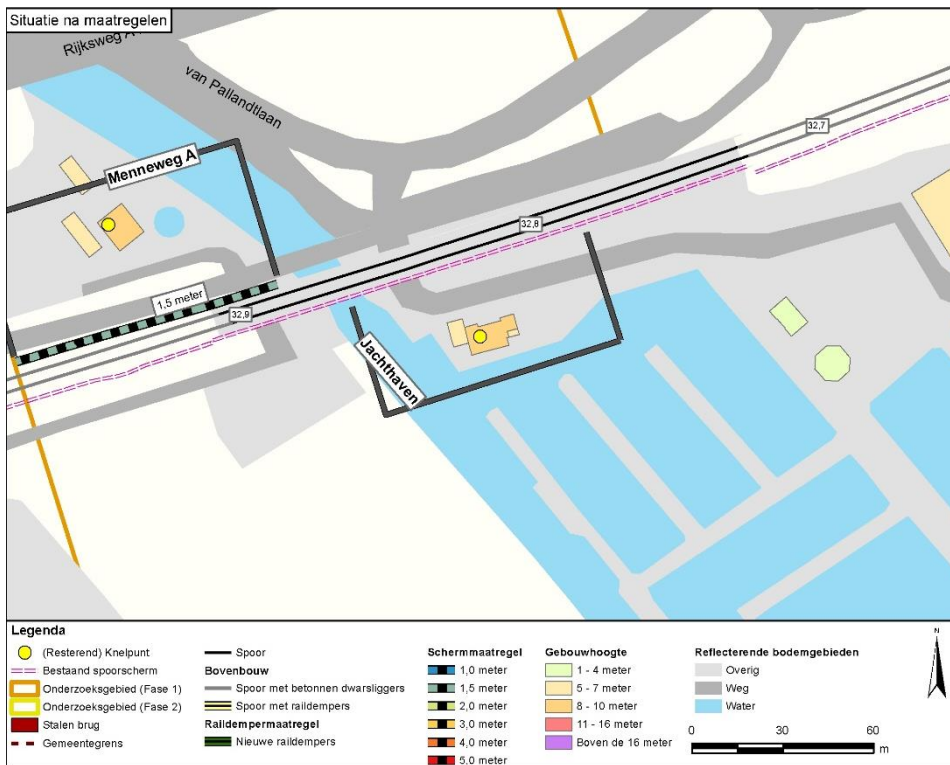 Situatie na maatregelen
Rijksweg A
van Pallandtlaan
32,7
Menneweg A
32,8
1,5 meter
32,9
Jachthaven
Legenda
(Resterend) Knelpunt
Bestaand spoorscherm
Onderzoeksgebied (Fase 1)
Onderzoeksgebied (Fase 2)
Stalen brug
Gemeentegrens
Spoor
Bovenbouw
Spoor met betonnen dwarsliggers
Spoor met raildempers
Raildempermaatregel
Nieuwe raildempers
Schermmaatregel
1,0 meter
1,5 meter
2,0 meter
3,0 meter
4,0 meter
5,0 meter
Gebouwhoogte
1 - 4 meter
5 - 7 meter
8 - 10 meter
11 - 16 meter
Boven de 16 meter
Reflecterende bodemgebieden
Overig
Weg
Water
N
30 0 60
m